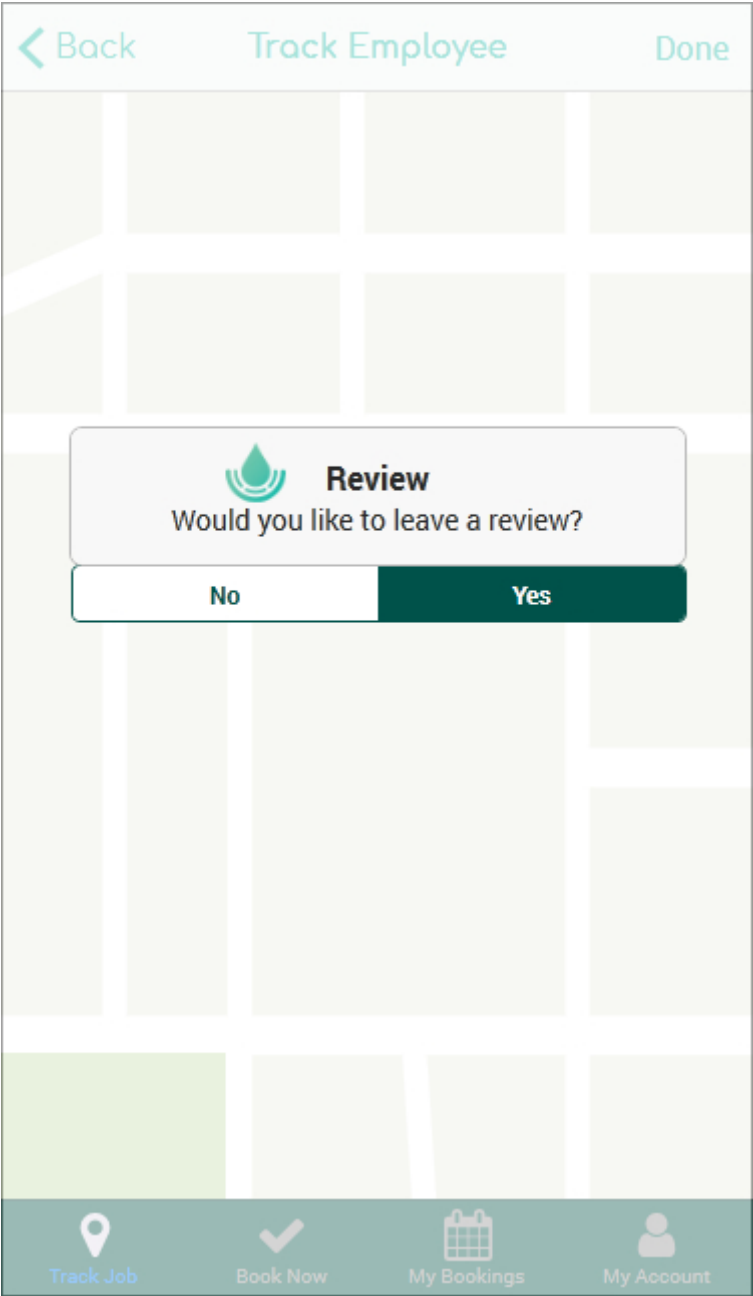 Back Track Employee Done
Review
Would you like to leave a review?
No Yes
Track Job Book Now My Bookings My Account